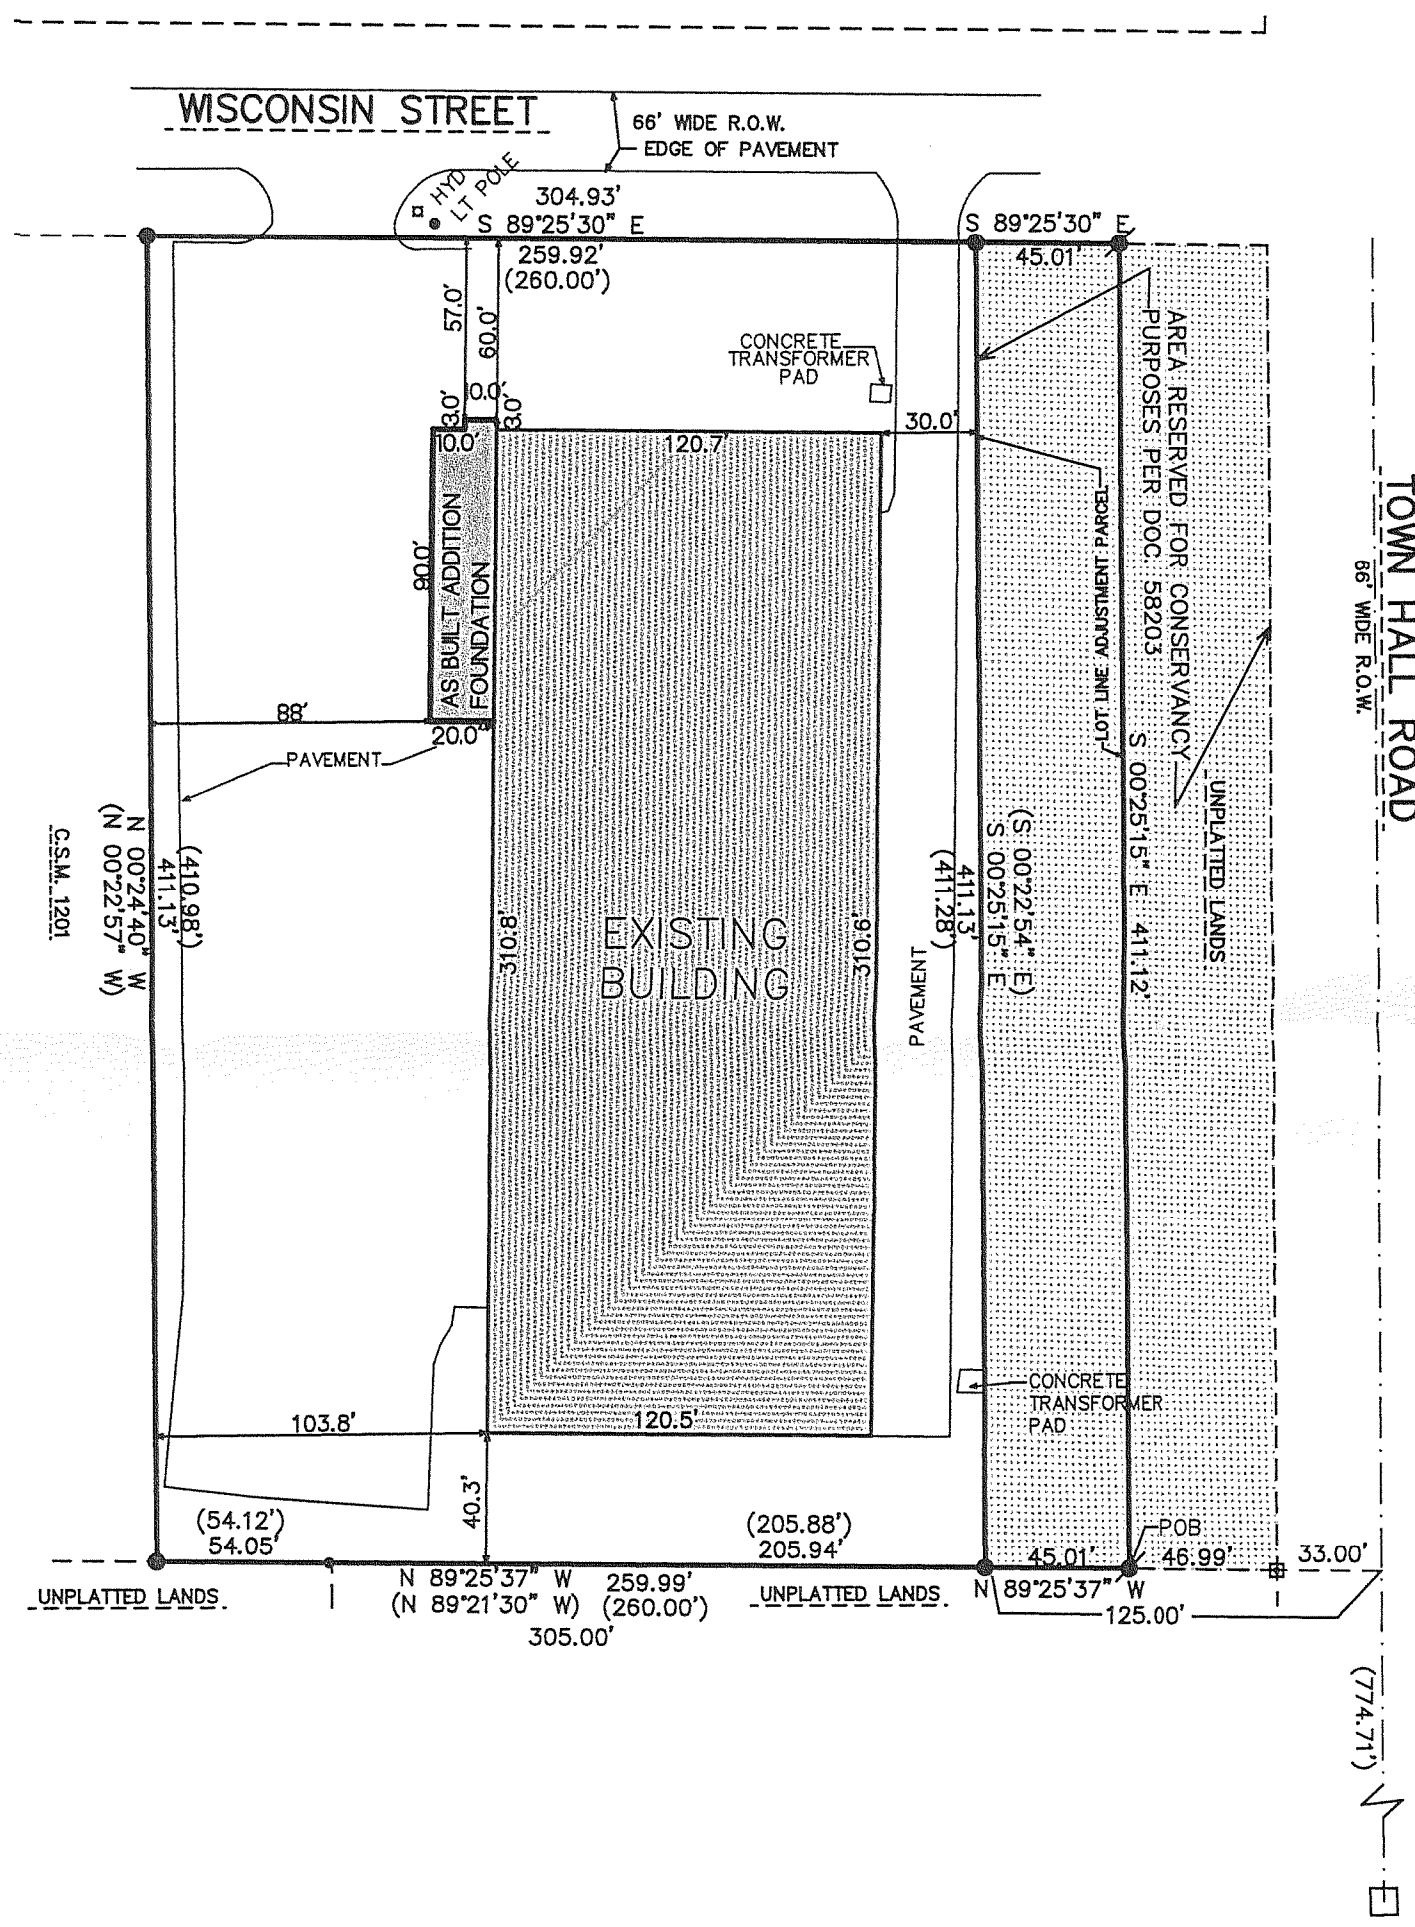 WISCONSIN STREET
66' WIDE R.O.W.
EDGE OF PAVEMENT
HYD
LT POLE
304.93'
S 89°25'30" E
259.92'
(260.00')
S 89°25'30" E
45.01'
57.0'
60.0'
CONCRETE
TRANSFORMER
PAD
3.0'
0.0'
3.0'
10.0'
120.7'
30.0'
AREA RESERVED FOR CONSERVANCY
PURPOSES PER DOC. 58203
TOWN HALL ROAD
66' WIDE R.O.W.
LOT LINE ADJUSTMENT PARCEL
90.0'
AS BUILT ADDITION
FOUNDATION
88'
20.0'
PAVEMENT
S 00°25'15" E 411.12'
UNPLATTED LANDS
C.S.M. 1201
(410.98')
411.13'
N 00°24'40" W
(N 00°22'57" W)
310.8'
EXISTING
BUILDING
310.6'
PAVEMENT
(S 00°22'54" E)
S 00°25'15" E
411.13'
(411.28')
CONCRETE
TRANSFORMER
PAD
103.8'
120.5'
40.3'
(54.12')
54.05'
(205.88')
205.94'
POB
45.01'
46.99'
33.00'
UNPLATTED LANDS
N 89°25'37" W 259.99'
(N 89°21'30" W) (260.00')
305.00'
UNPLATTED LANDS
N 89°25'37" W
125.00'
(774.71')